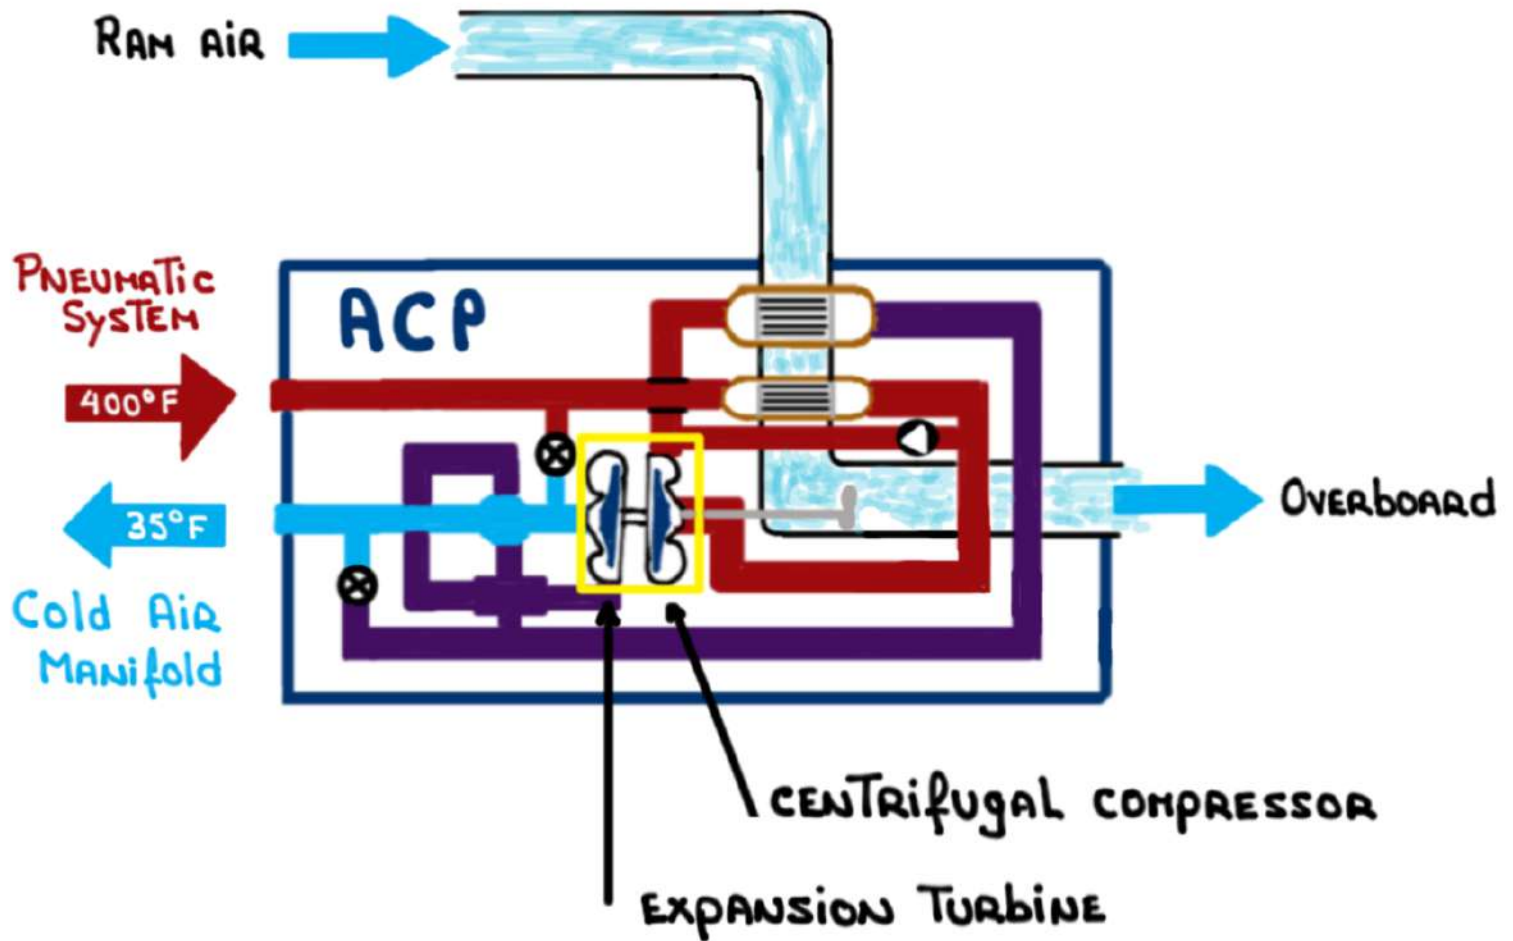 RAM AiR
PNEUMATiC
SYSTEM
ACP
400°F
35°F
OVERBOARD
Cold AiR
MANifold
CENTRifugAL COMPRESSOR
EXPANSION TURbiNE